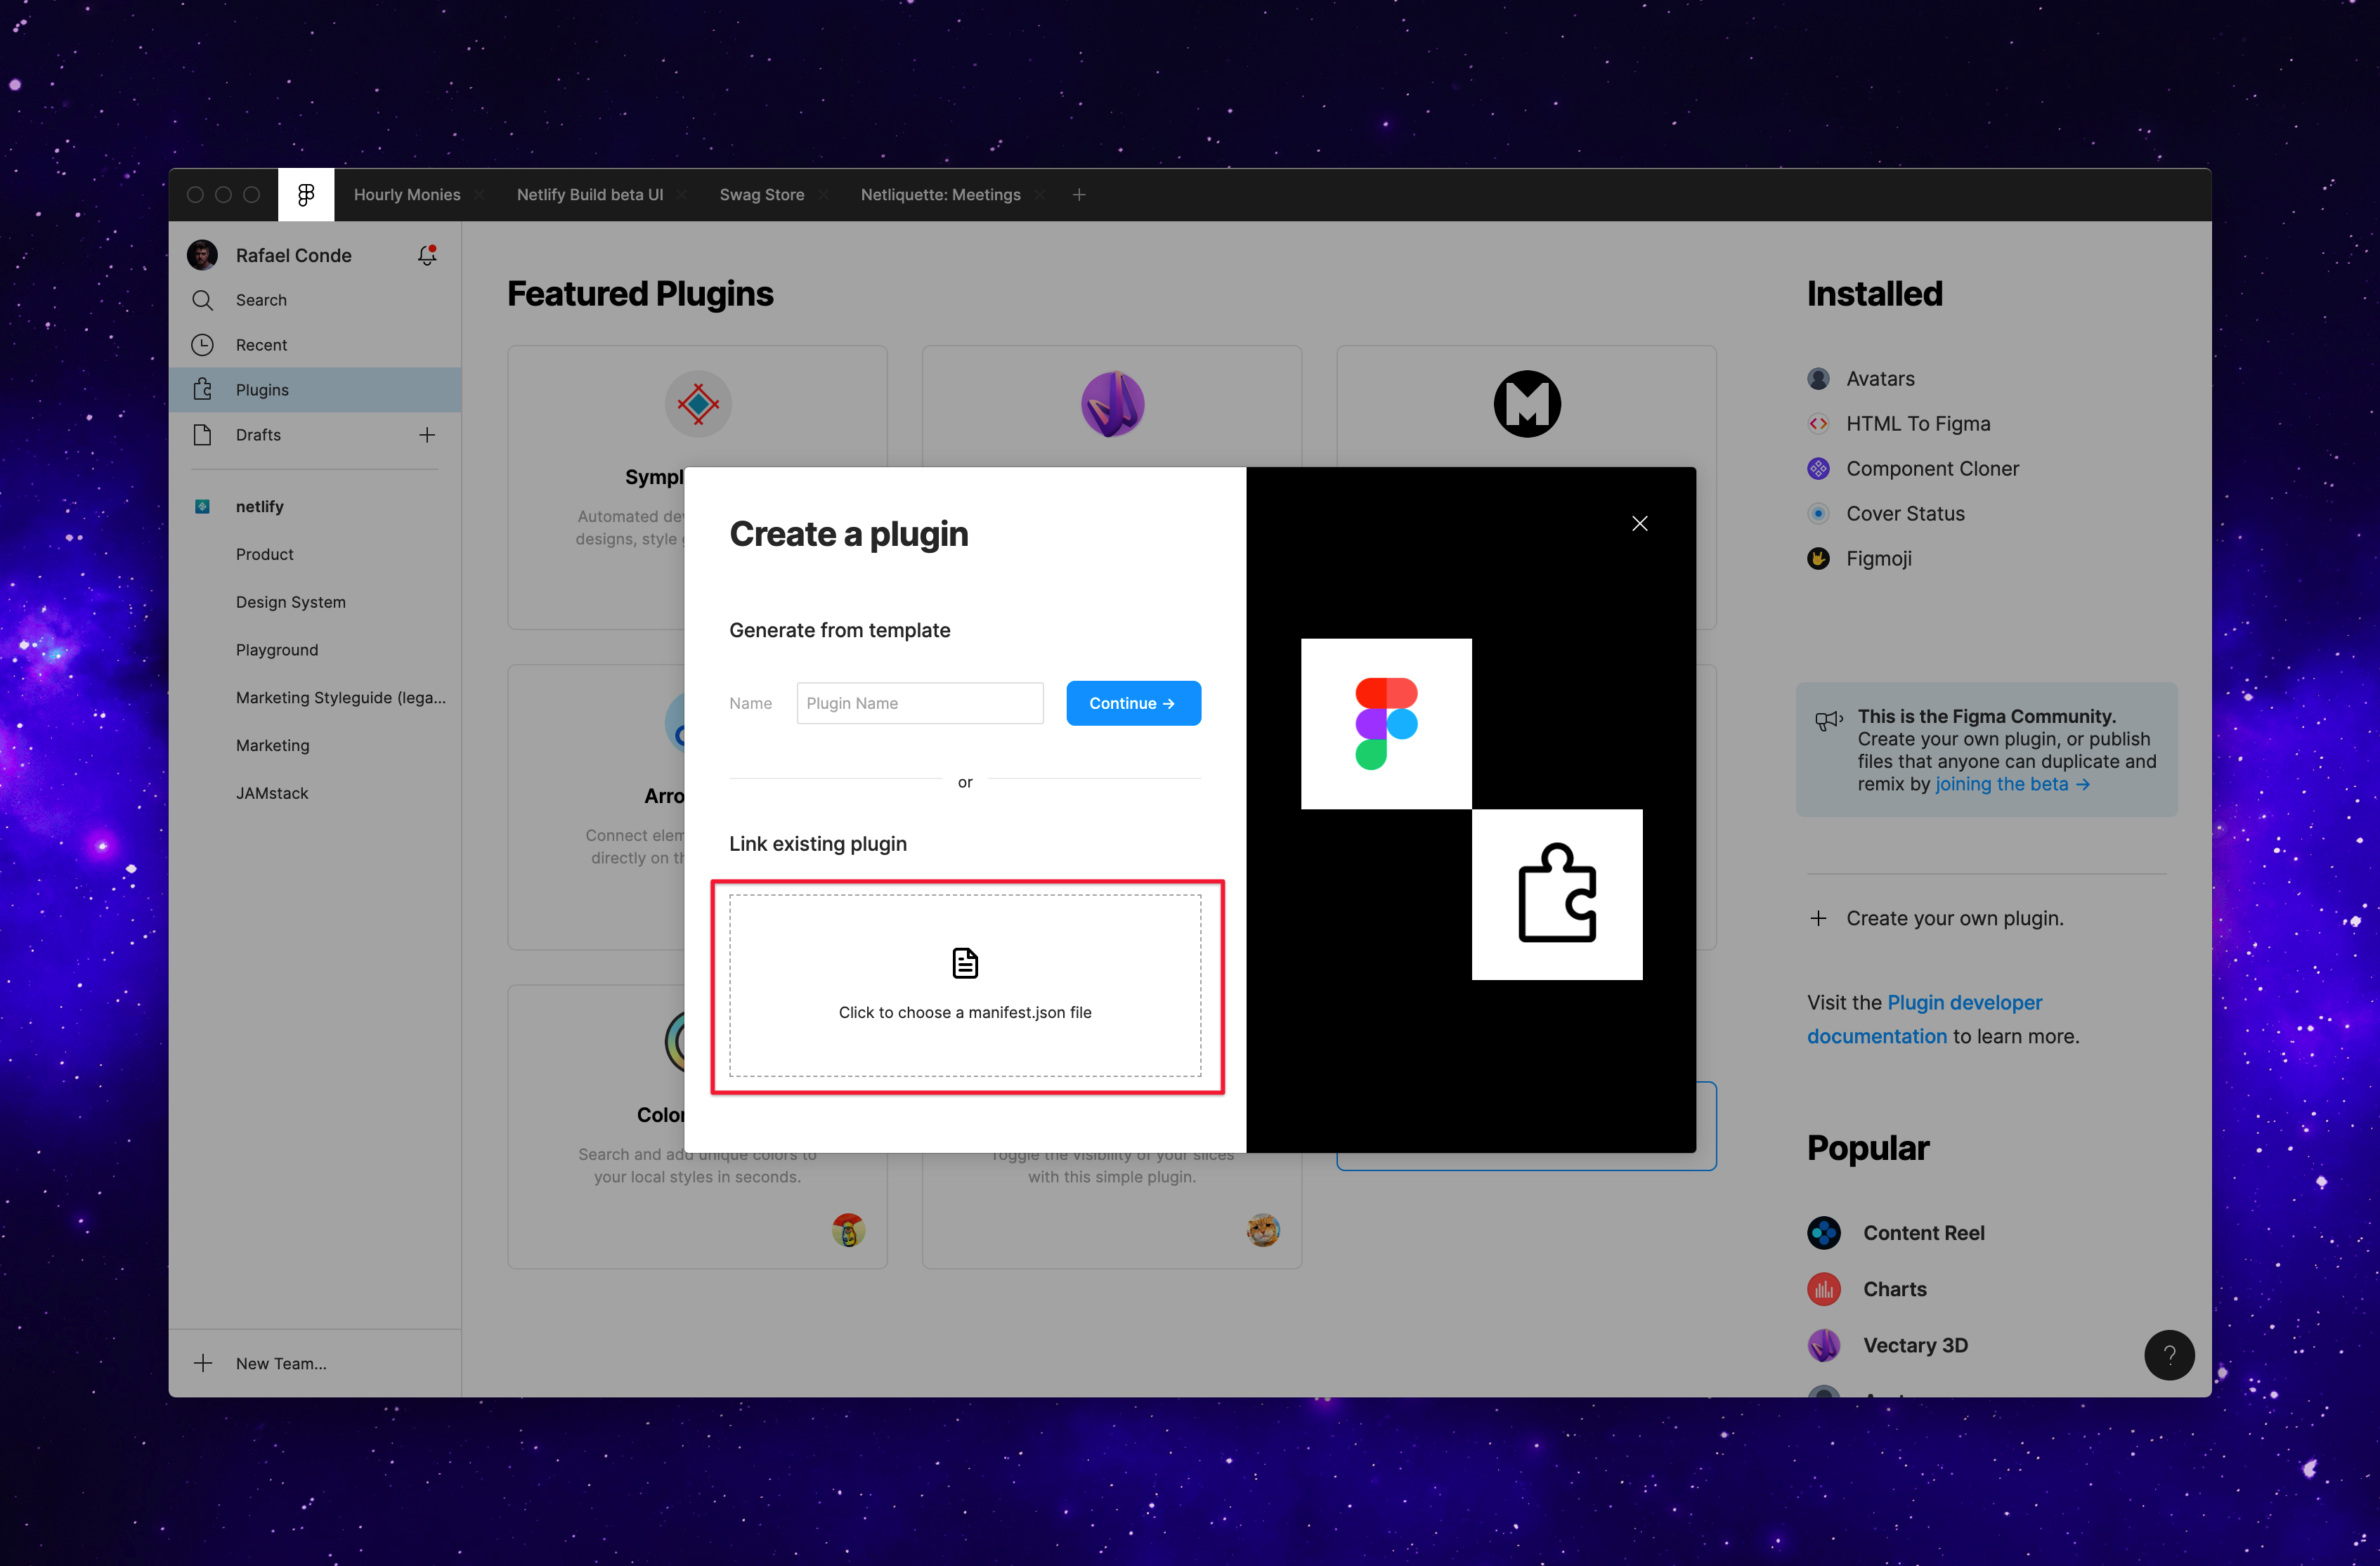 Hourly Monies
Netlify Build beta UI
Swag Store
Netliquette: Meetings
Rafael Conde
Search
Recent
Plugins
Drafts
netlify
Product
Design System
Playground
Marketing Styleguide (lega...
Marketing
JAMstack
New Team...
Featured Plugins
Sympl
Automated de
designs, style
Arro
Connect elem
directly on th
Color
Search and add unique colors to
your local styles in seconds.
Toggle the visibility of your slices
with this simple plugin.
Create a plugin
Generate from template
Name
Plugin Name
Continue →
or
Link existing plugin
Click to choose a manifest.json file
Installed
Avatars
HTML To Figma
Component Cloner
Cover Status
Figmoji
This is the Figma Community.
Create your own plugin, or publish
files that anyone can duplicate and
remix by joining the beta →
Create your own plugin.
Visit the Plugin developer
documentation to learn more.
Popular
Content Reel
Charts
Vectary 3D
?